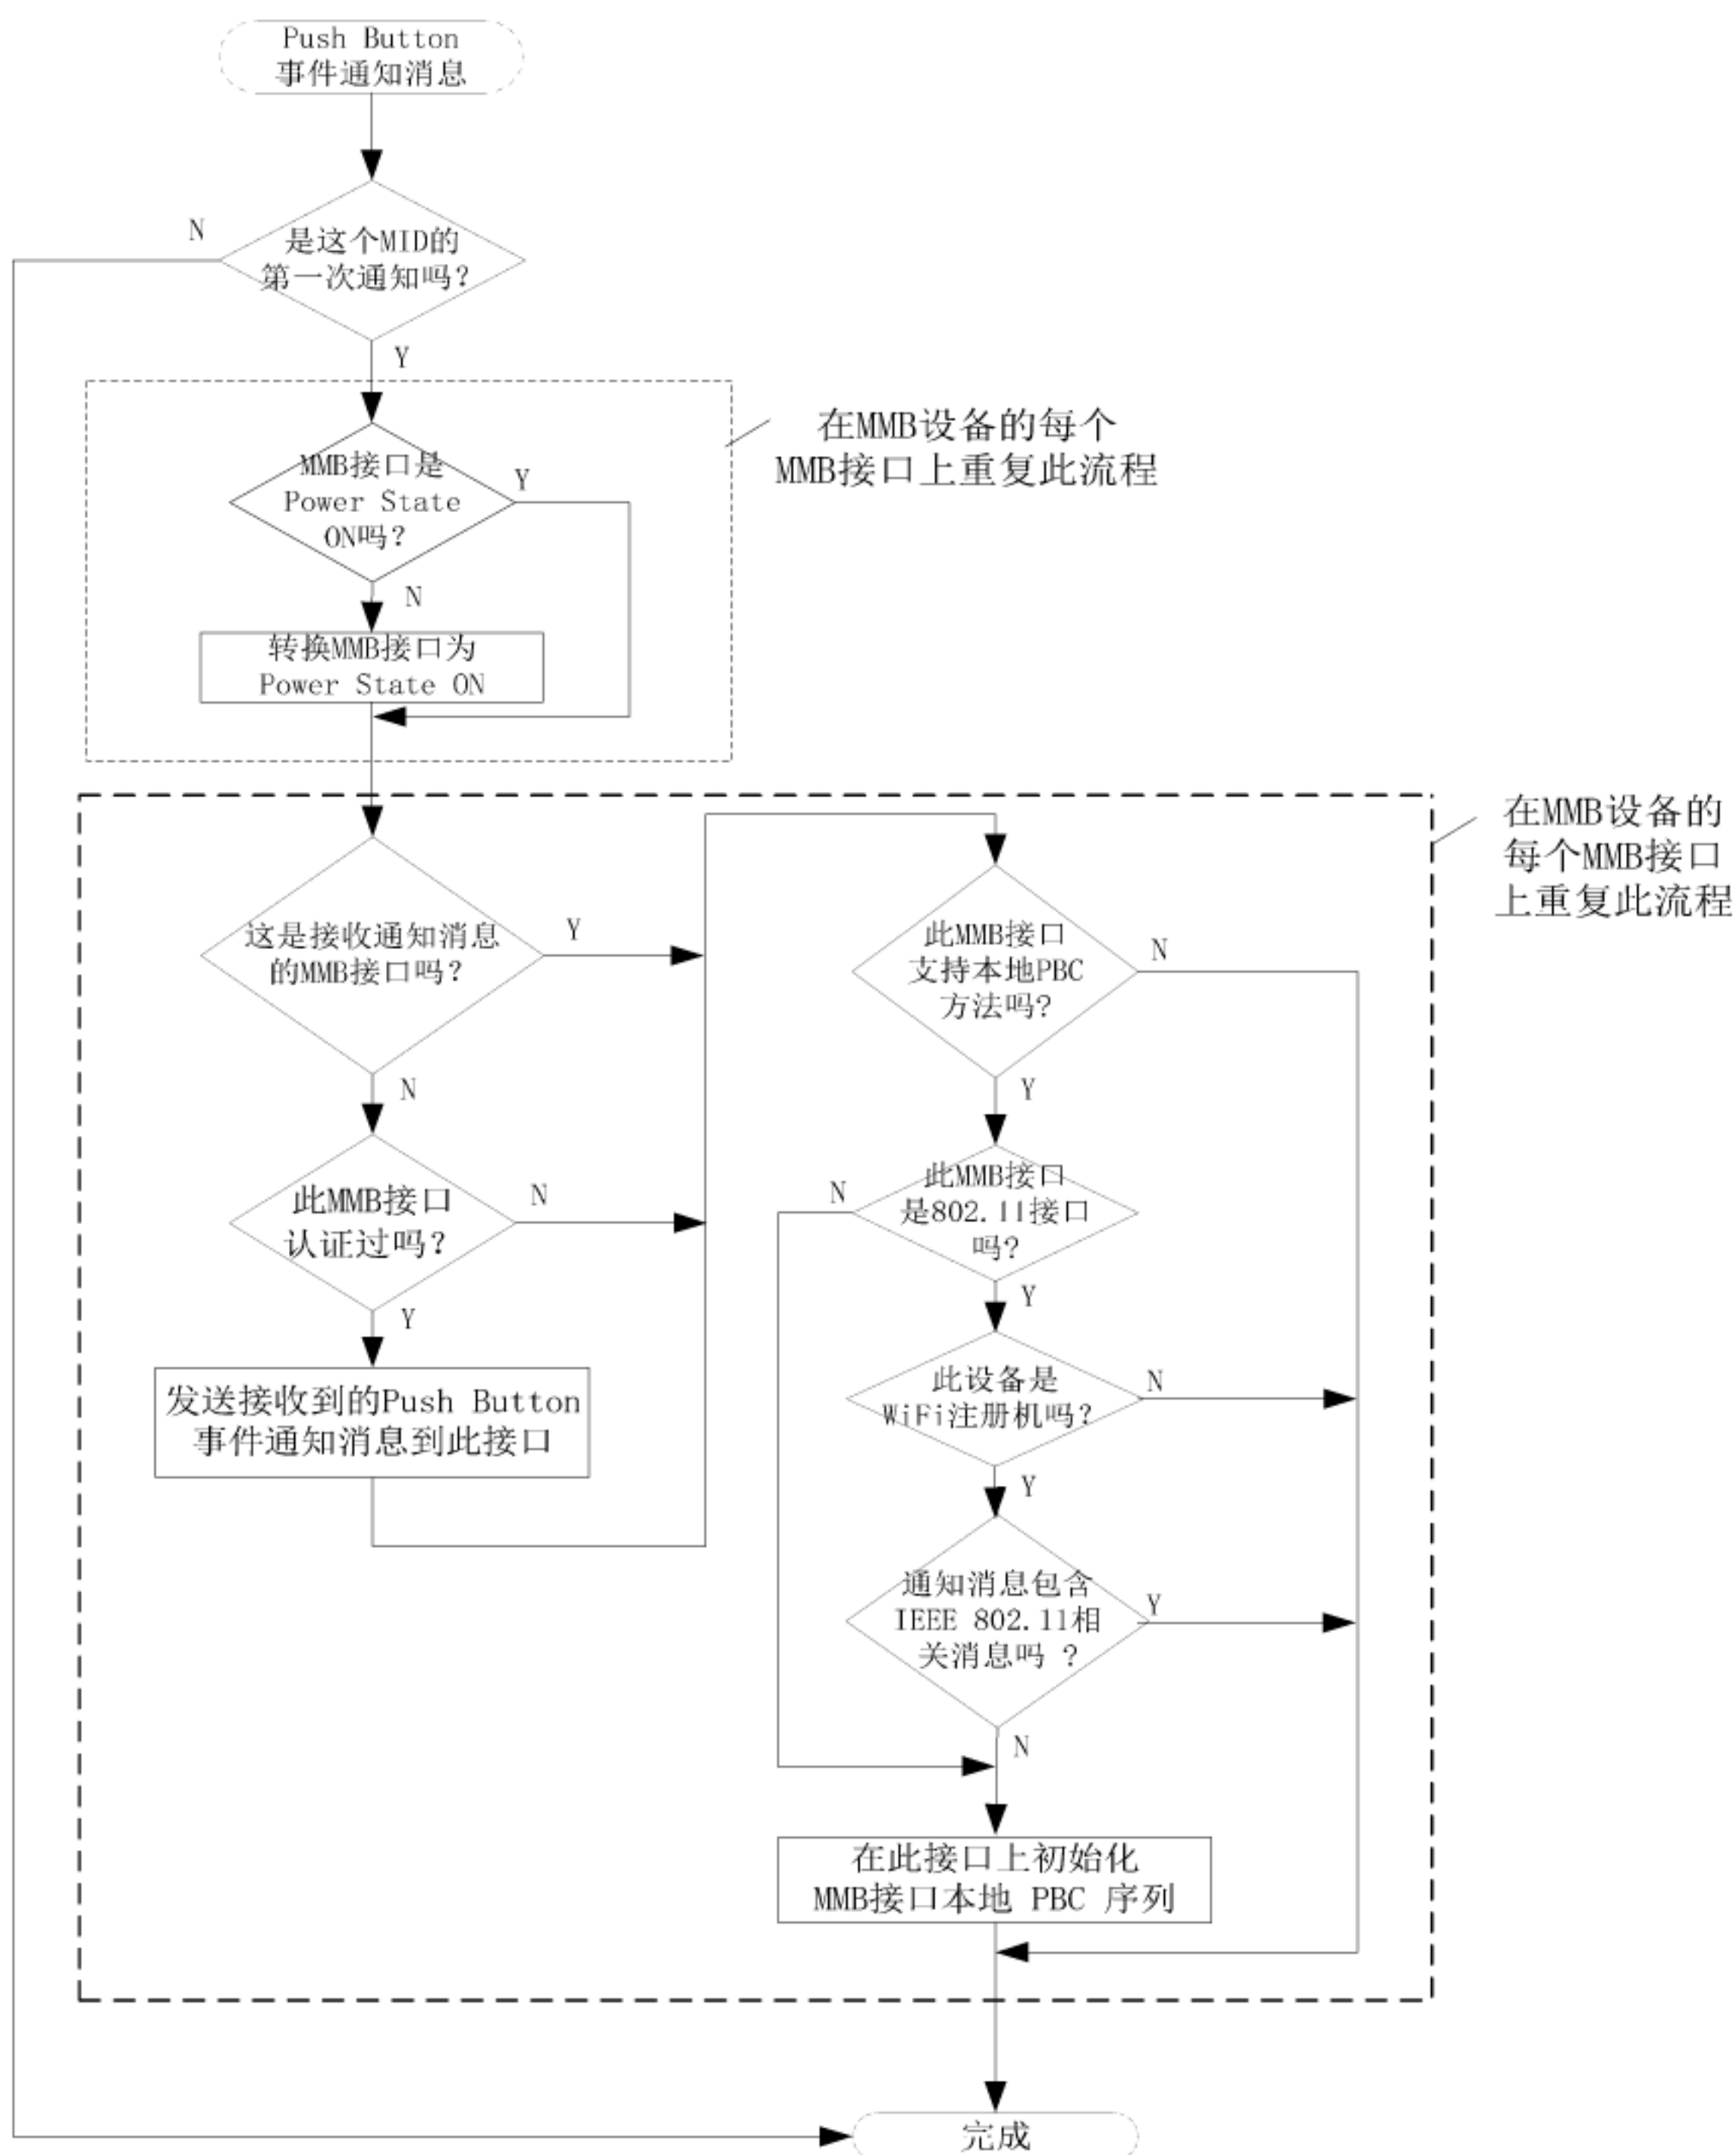 Push Button
事件通知消息
N
是这个MID的
第一次通知吗?
Y
在MMB设备的每个
MMB接口上重复此流程
MMB接口是
Power State
ON吗?
Y
N
转换MMB接口为
Power State ON
在MMB设备的
每个MMB接口
上重复此流程
这是接收通知消息
的MMB接口吗?
Y
N
此MMB接口
认证过吗?
N
Y
发送接收到的Push Button
事件通知消息到此接口
此MMB接口
支持本地PBC
方法吗?
N
Y
此MMB接口
是802.11接口
吗?
N
Y
此设备是
WiFi注册机吗?
N
Y
通知消息包含
IEEE 802.11相
关消息吗 ?
Y
N
在此接口上初始化
MMB接口本地 PBC 序列
完成